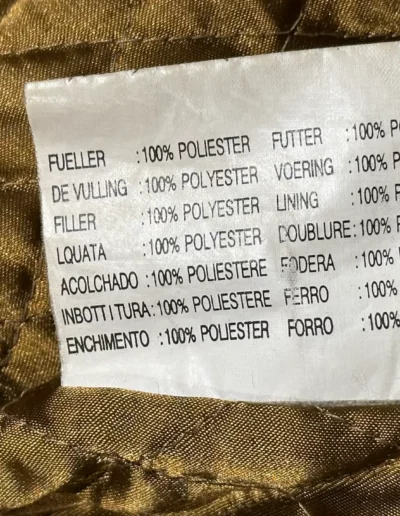 FUELLER :100% POLIESTER FUTTER :100% P
DE VULLING :100% POLYESTER VOERING :100% P
FILLER :100% POLYESTER LINING :100% P
LQUATA :100% POLYESTER DOUBLURE:100% F
ACOLCHADO :100% POLIESTERE FODERA :100%
INBOTTITURA:100% POLIESTERE FERRO :100%
ENCHIMENTO :100% POLIESTER FORRO :100%